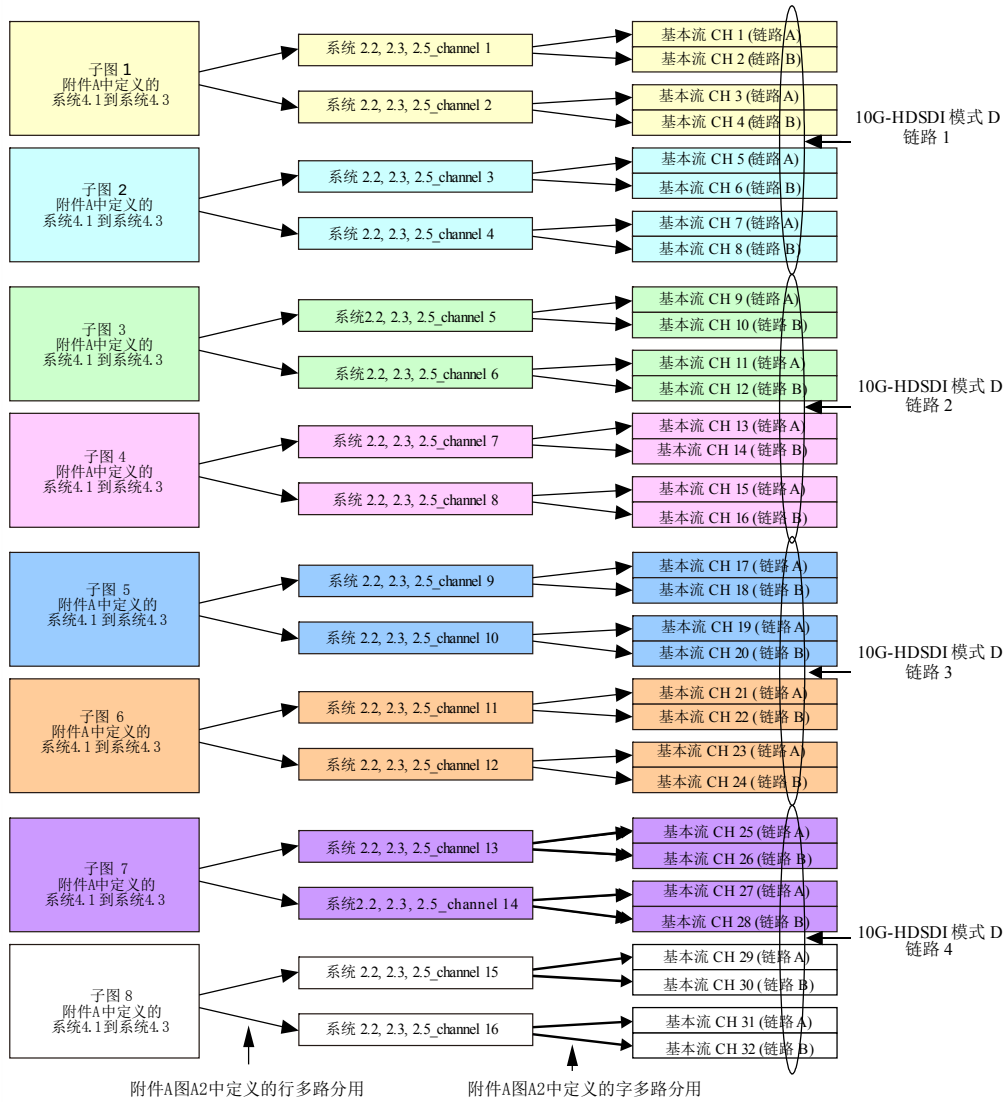 子图 1
附件A中定义的
系统4.1到系统4.3
系统 2.2, 2.3, 2.5_channel 1
基本流 CH 1 (链路 A)
基本流 CH 2 (链路 B)
系统 2.2, 2.3, 2.5_channel 2
基本流 CH 3 (链路 A)
基本流 CH 4 (链路 B)
10G-HDSDI 模式 D
链路 1
子图 2
附件A中定义的
系统4.1 到系统4.3
系统 2.2, 2.3, 2.5_channel 3
基本流 CH 5 (链路 A)
基本流 CH 6 (链路 B)
系统 2.2, 2.3, 2.5_channel 4
基本流 CH 7 (链路 A)
基本流 CH 8 (链路 B)
子图 3
附件A中定义的
系统4.1 到系统4.3
系统2.2, 2.3, 2.5_channel 5
基本流 CH 9 (链路 A)
基本流 CH 10 (链路 B)
系统2.2, 2.3, 2.5_channel 6
基本流 CH 11 (链路 A)
基本流 CH 12 (链路 B)
10G-HDSDI 模式 D
链路 2
子图 4
附件A中定义的
系统4.1 到系统4.3
系统 2.2, 2.3, 2.5_channel 7
基本流 CH 13 (链路 A)
基本流 CH 14 (链路 B)
系统 2.2, 2.3, 2.5_channel 8
基本流 CH 15 (链路 A)
基本流 CH 16 (链路 B)
子图 5
附件A中定义的
系统4.1 到系统4.3
系统 2.2, 2.3, 2.5_channel 9
基本流 CH 17 (链路 A)
基本流 CH 18 (链路 B)
系统 2.2, 2.3, 2.5_channel 10
基本流 CH 19 (链路 A)
基本流 CH 20 (链路 B)
10G-HDSDI 模式 D
链路 3
子图 6
附件A中定义的
系统4.1 到系统4.3
系统 2.2, 2.3, 2.5_channel 11
基本流 CH 21 (链路 A)
基本流 CH 22 (链路 B)
系统 2.2, 2.3, 2.5_channel 12
基本流 CH 23 (链路 A)
基本流 CH 24 (链路 B)
子图 7
附件A中定义的
系统4.1 到系统4.3
系统 2.2, 2.3, 2.5_channel 13
基本流 CH 25 (链路 A)
基本流 CH 26 (链路 B)
系统2.2, 2.3, 2.5_channel 14
基本流 CH 27 (链路 A)
基本流 CH 28 (链路 B)
10G-HDSDI 模式 D
链路 4
子图 8
附件A中定义的
系统4.1 到系统4.3
系统 2.2, 2.3, 2.5_channel 15
基本流 CH 29 (链路 A)
基本流 CH 30 (链路 B)
系统 2.2, 2.3, 2.5_channel 16
基本流 CH 31 (链路 A)
基本流 CH 32 (链路 B)
附件A图A2中定义的行多路分用
附件A图A2中定义的字多路分用